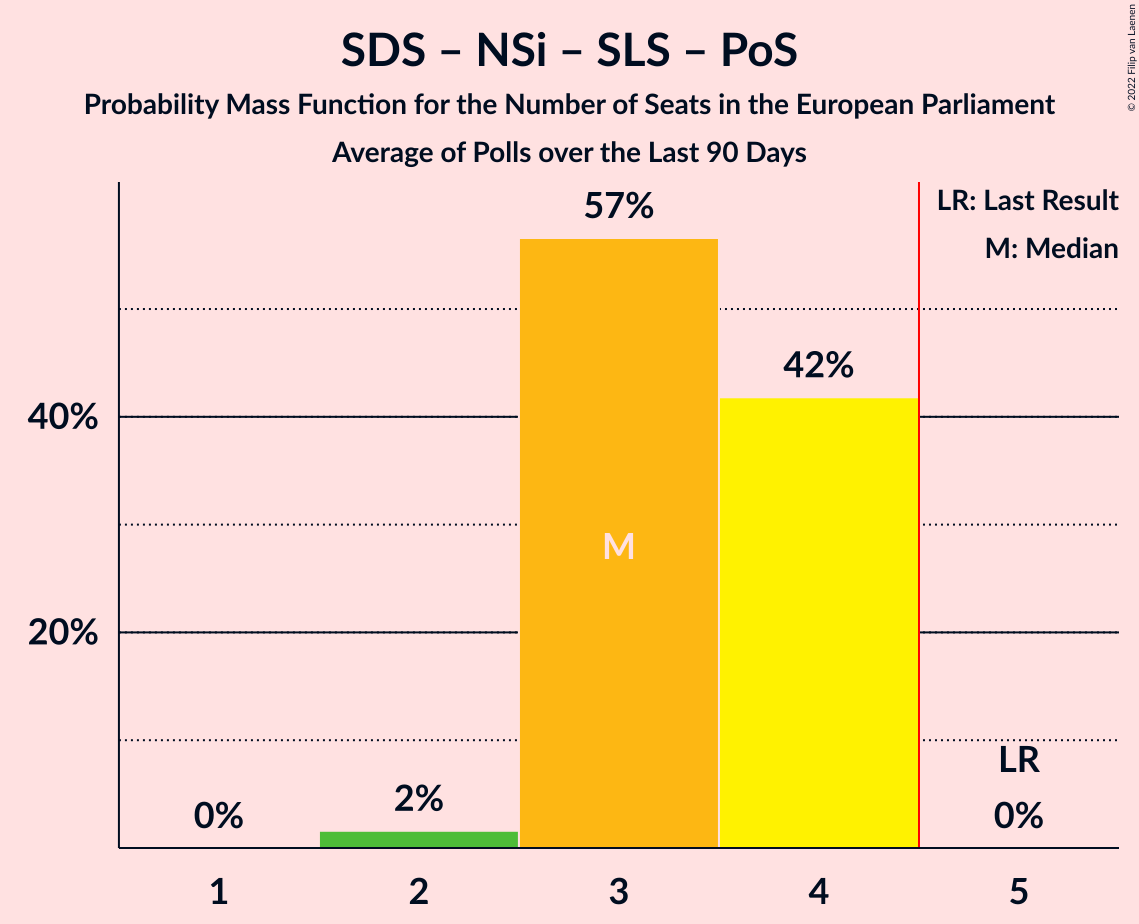 SDS – NSi – SLS – PoS
Probability Mass Function for the Number of Seats in the European Parliament
Average of Polls over the Last 90 Days
© 2022 Filip van Laenen
LR: Last Result
M: Median
57%
42%
40%
M
20%
LR
2%
0%
0%
1 2 3 4 5